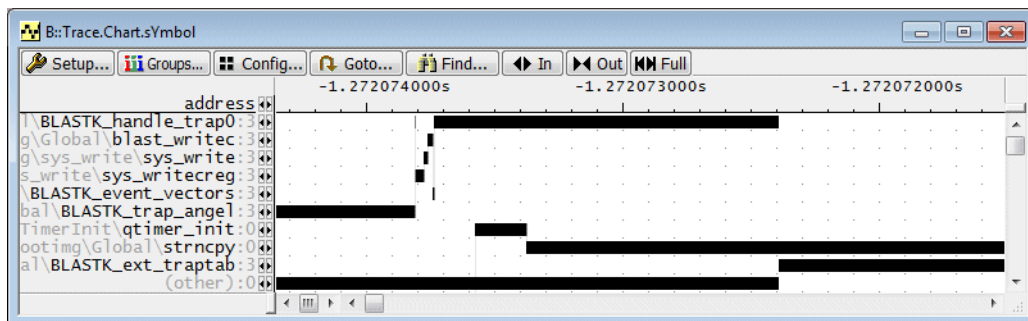 B::Trace.Chart.sYmbol
Setup... Groups... Config... Goto... Find... In Out Full
-1.272074000s -1.272073000s -1.272072000s
address
l\BLASTK_handle_trap0:3
g\Global\blast_writec:3
g\sys_write\sys_write:3
s_write\sys_writecreg:3
\BLASTK_event_vectors:3
bal\BLASTK_trap_angel:3
TimerInit\qtimer_init:0
ootimg\Global\strncpy:0
al\BLASTK_ext_traptab:3
(other):0